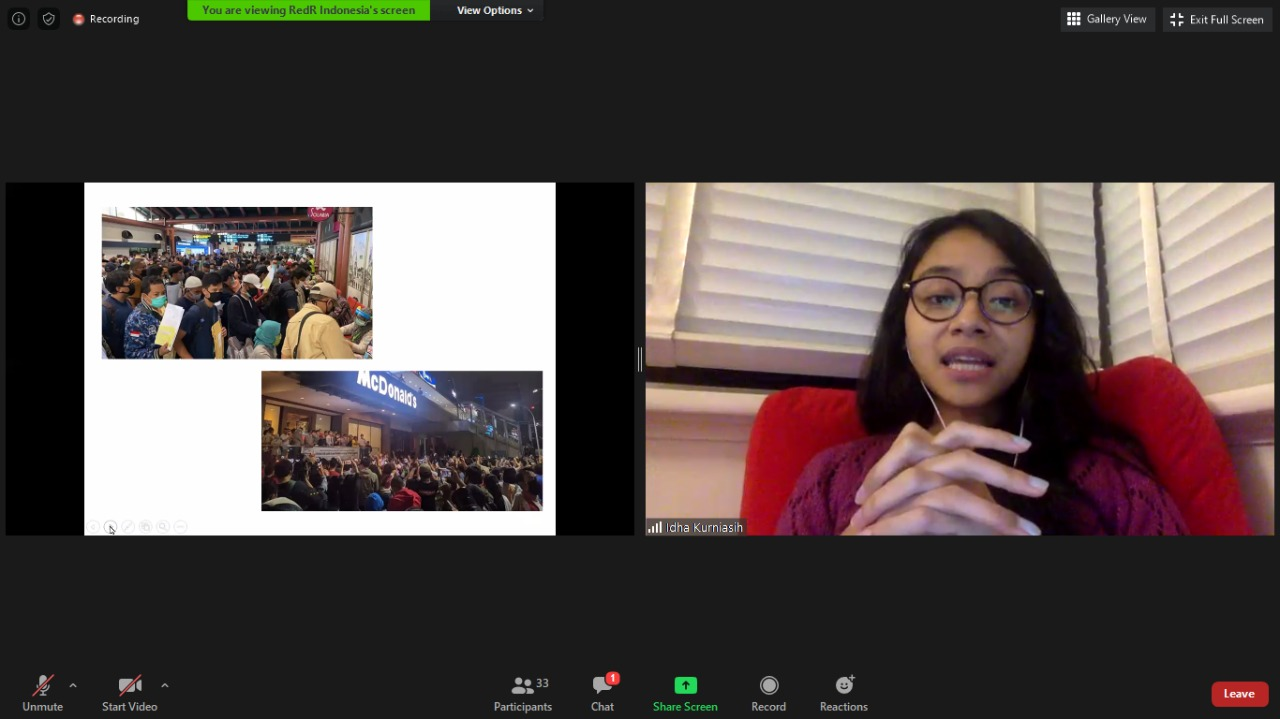 Recording
You are viewing RedR Indonesia's screen
View Options
Gallery View
Exit Full Screen
McDonald's
Idha Kurniasih
Unmute
Start Video
Participants
33
Chat
1
Share Screen
Record
Reactions
Leave